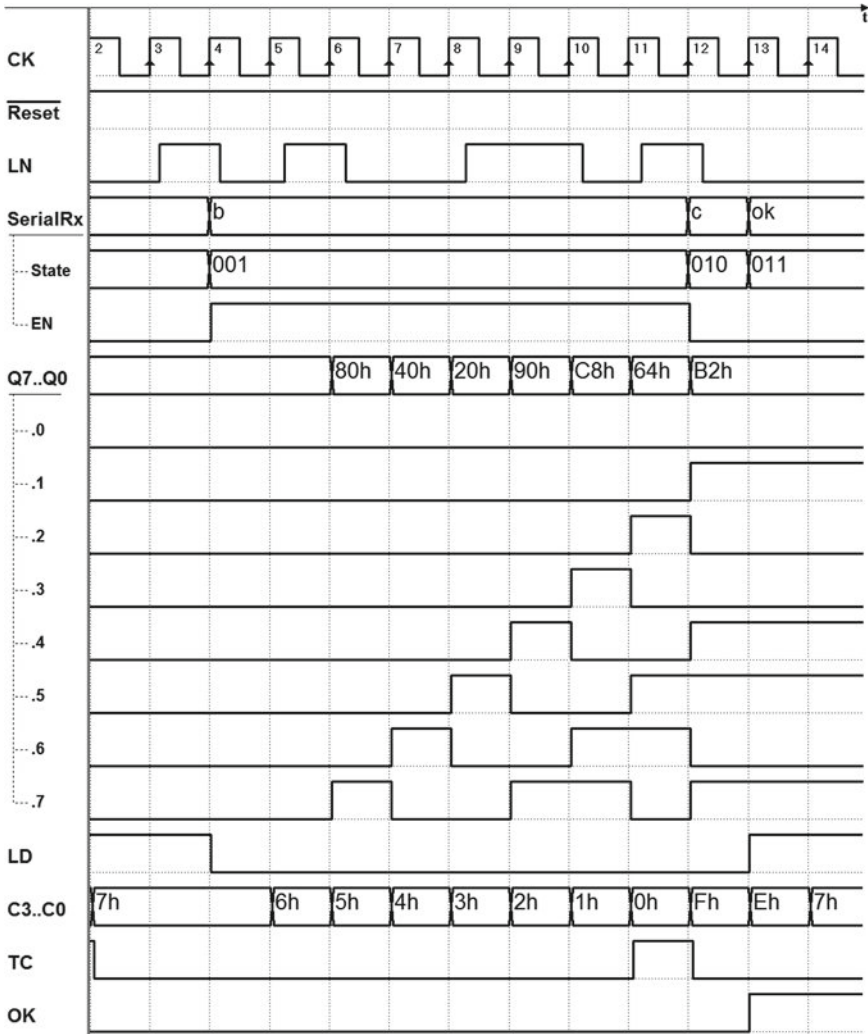 t
CK 2 3 4 5 6 7 8 9 10 11 12 13 14
Reset
LN
SerialRx b c ok
State 001 010 011
EN
Q7..Q0 80h 40h 20h 90h C8h 64h B2h
.0
.1
.2
.3
.4
.5
.6
.7
LD
C3..C0 7h 6h 5h 4h 3h 2h 1h 0h Fh Eh 7h
TC
OK